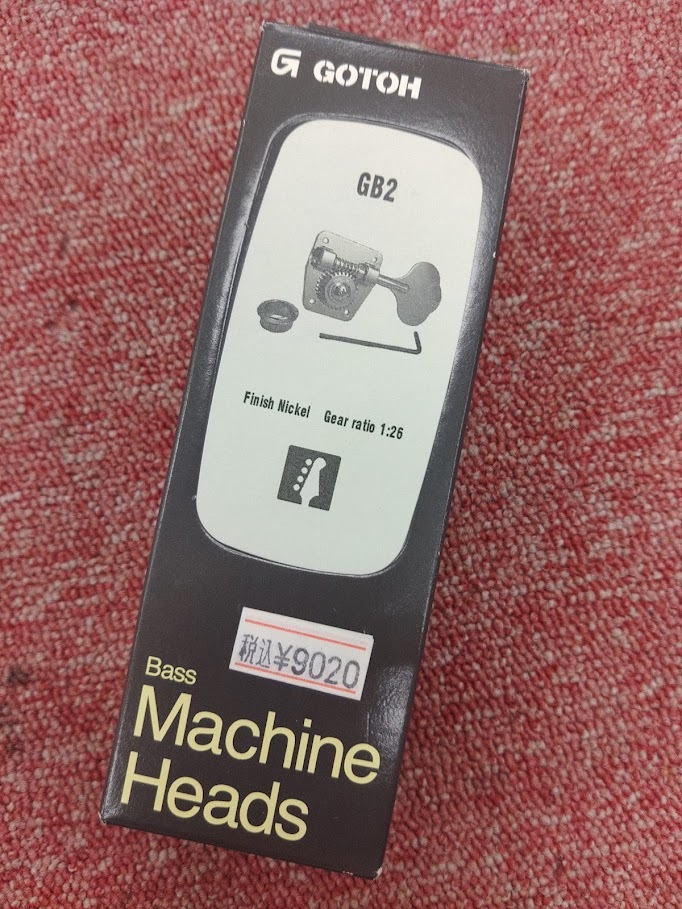 GOTOH
GB2
Finish Nickel Gear ratio 1:26
税込¥9020
Bass
Machine
Heads